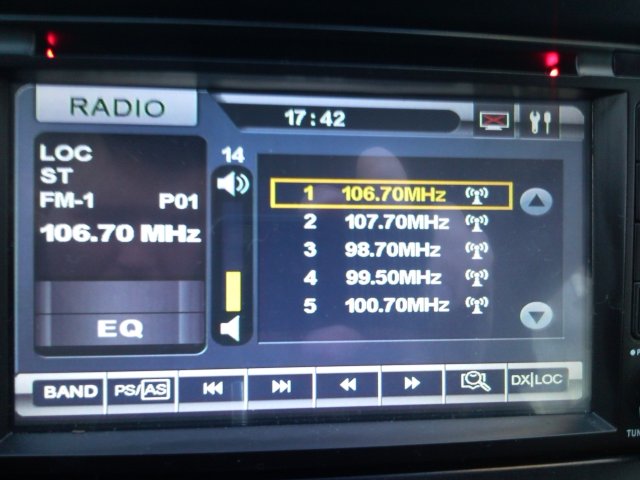 RADIO
17:42
LOC
ST
FM-1 P01
106.70 MHz
EQ
14
1 106.70MHz
2 107.70MHz
3 98.70MHz
4 99.50MHz
5 100.70MHz
BAND PS/AS DX|LOC
TUN